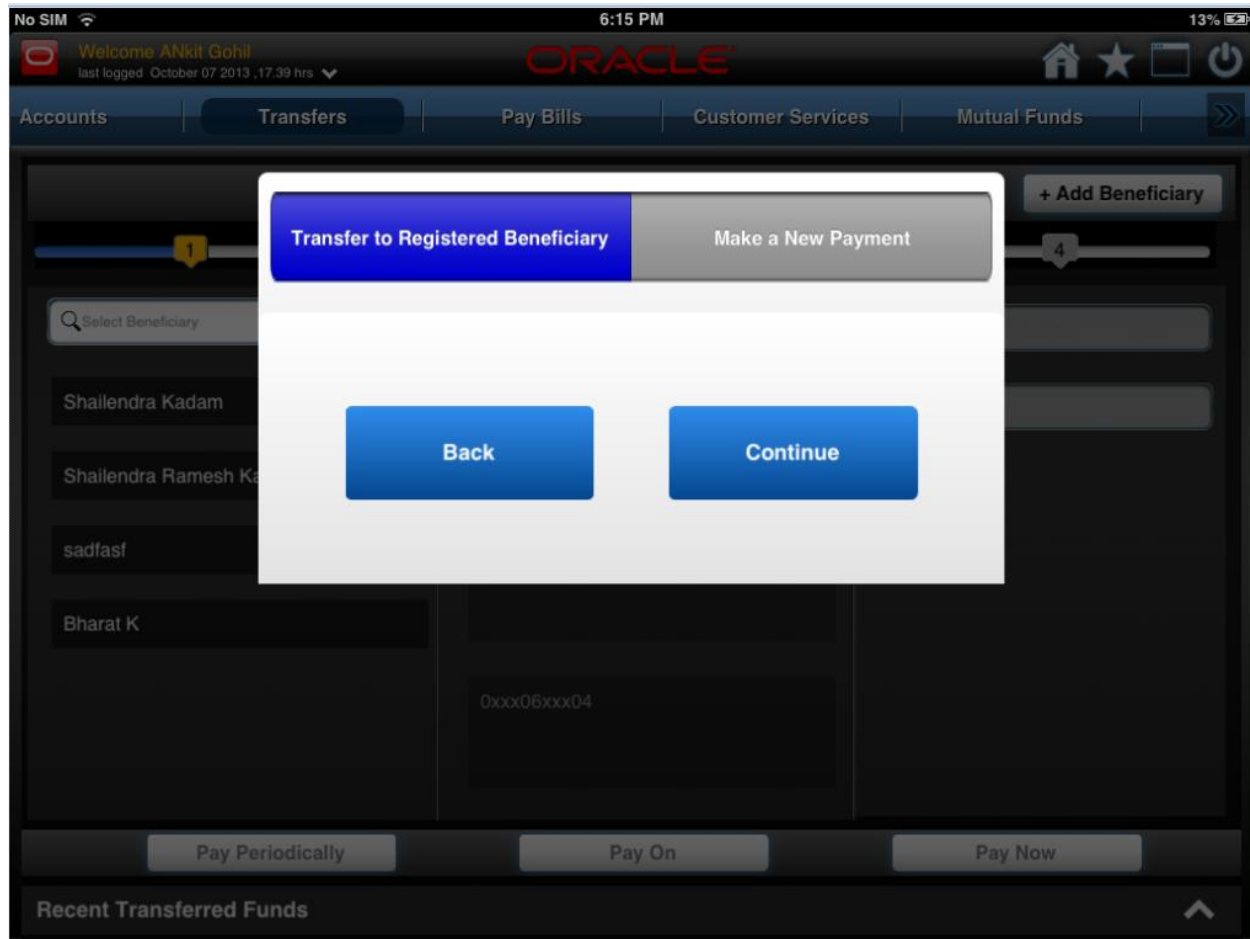 No SIM 6:15 PM 13%
Welcome ANkit Gohil
last logged October 07 2013 ,17.39 hrs
ORACLE
Accounts Transfers Pay Bills Customer Services Mutual Funds
+ Add Beneficiary
Transfer to Registered Beneficiary Make a New Payment
1 4
Select Beneficiary
Shailendra Kadam
Back Continue
Shailendra Ramesh
sadfasf
Bharat K
0xxx06xxx04
Pay Periodically Pay On Pay Now
Recent Transferred Funds